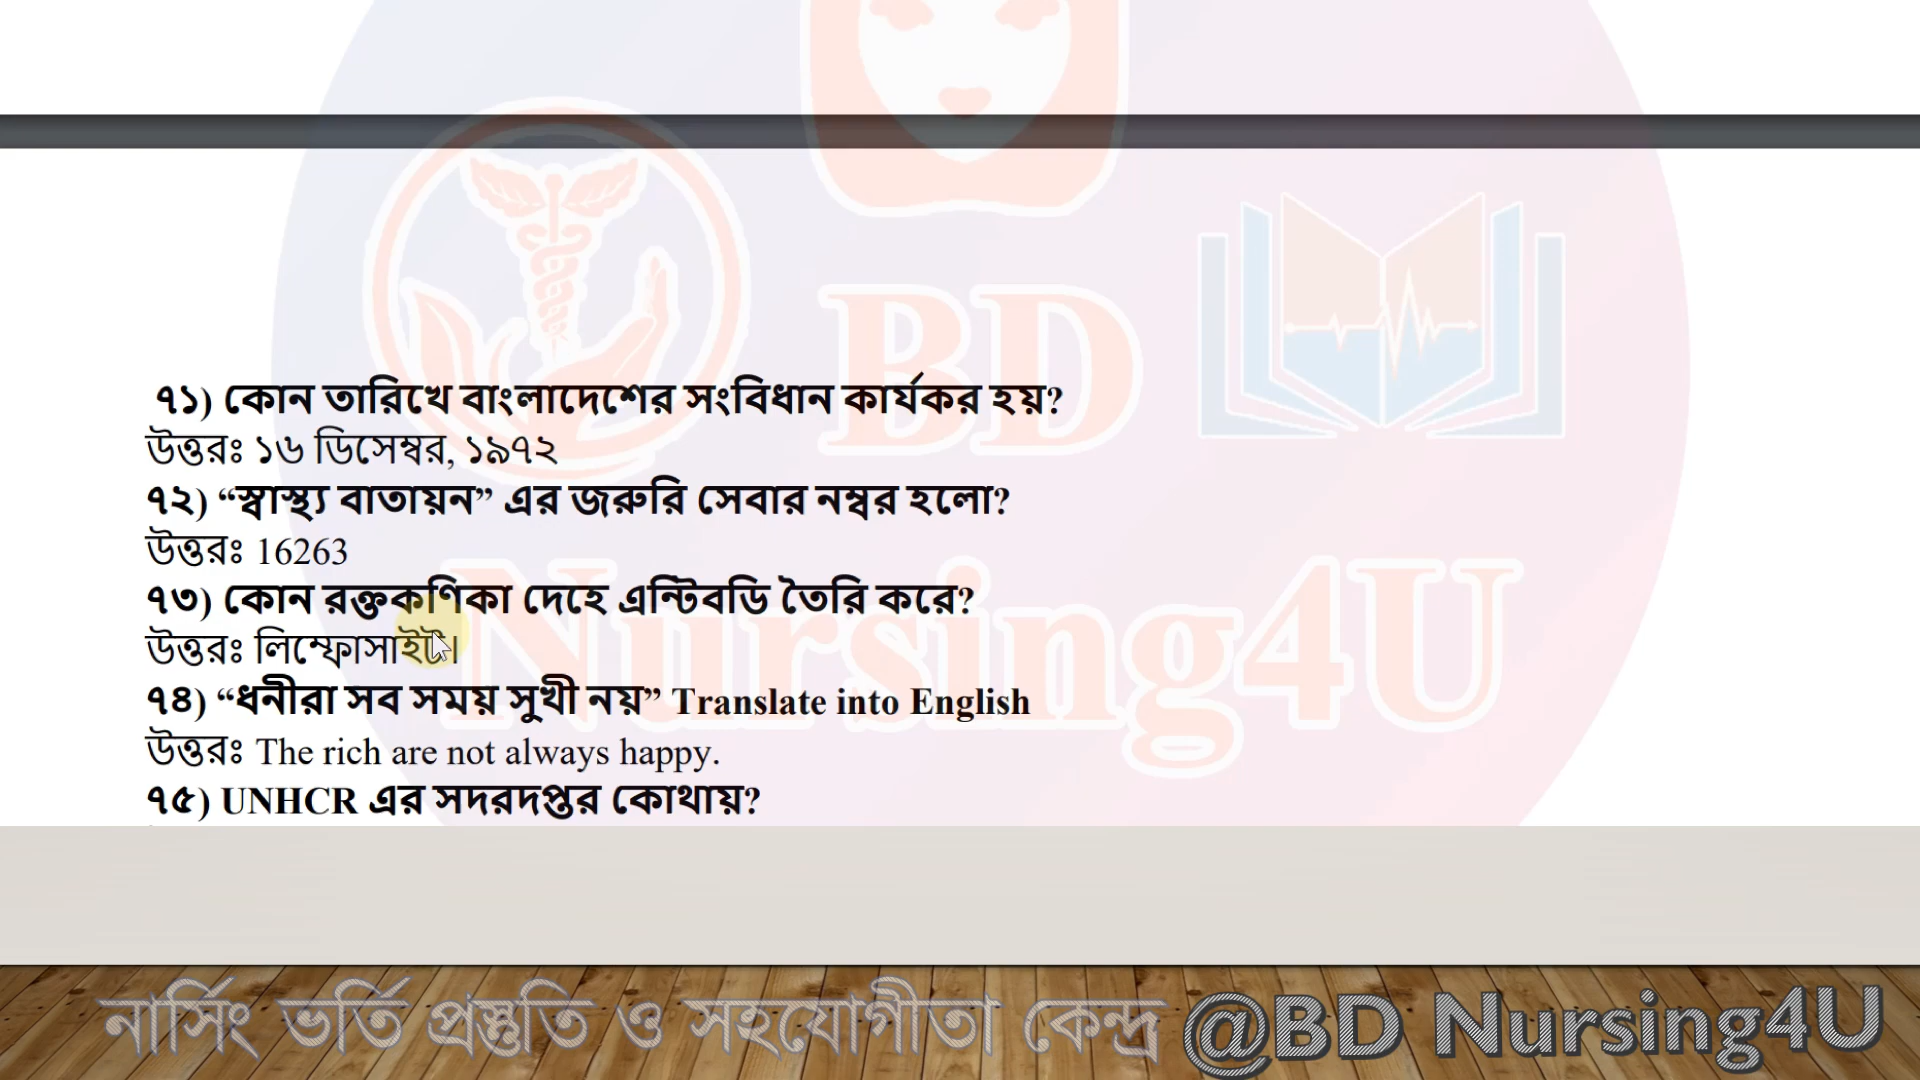 BD
Nursing4U
৭১) কোন তারিখে বাংলাদেশের সংবিধান কার্যকর হয়?
উত্তরঃ ১৬ ডিসেম্বর, ১৯৭২
৭২) “স্বাস্থ্য বাতায়ন” এর জরুরি সেবার নম্বর হলো?
উত্তরঃ 16263
৭৩) কোন রক্তকণিকা দেহে এন্টিবডি তৈরি করে?
উত্তরঃ লিম্ফোসাইট।
৭৪) “ধনীরা সব সময় সুখী নয়” Translate into English
উত্তরঃ The rich are not always happy.
৭৫) UNHCR এর সদরদপ্তর কোথায়?
নার্সিং ভর্তি প্রস্তুতি ও সহযোগীতা কেন্দ্র @BD Nursing4U